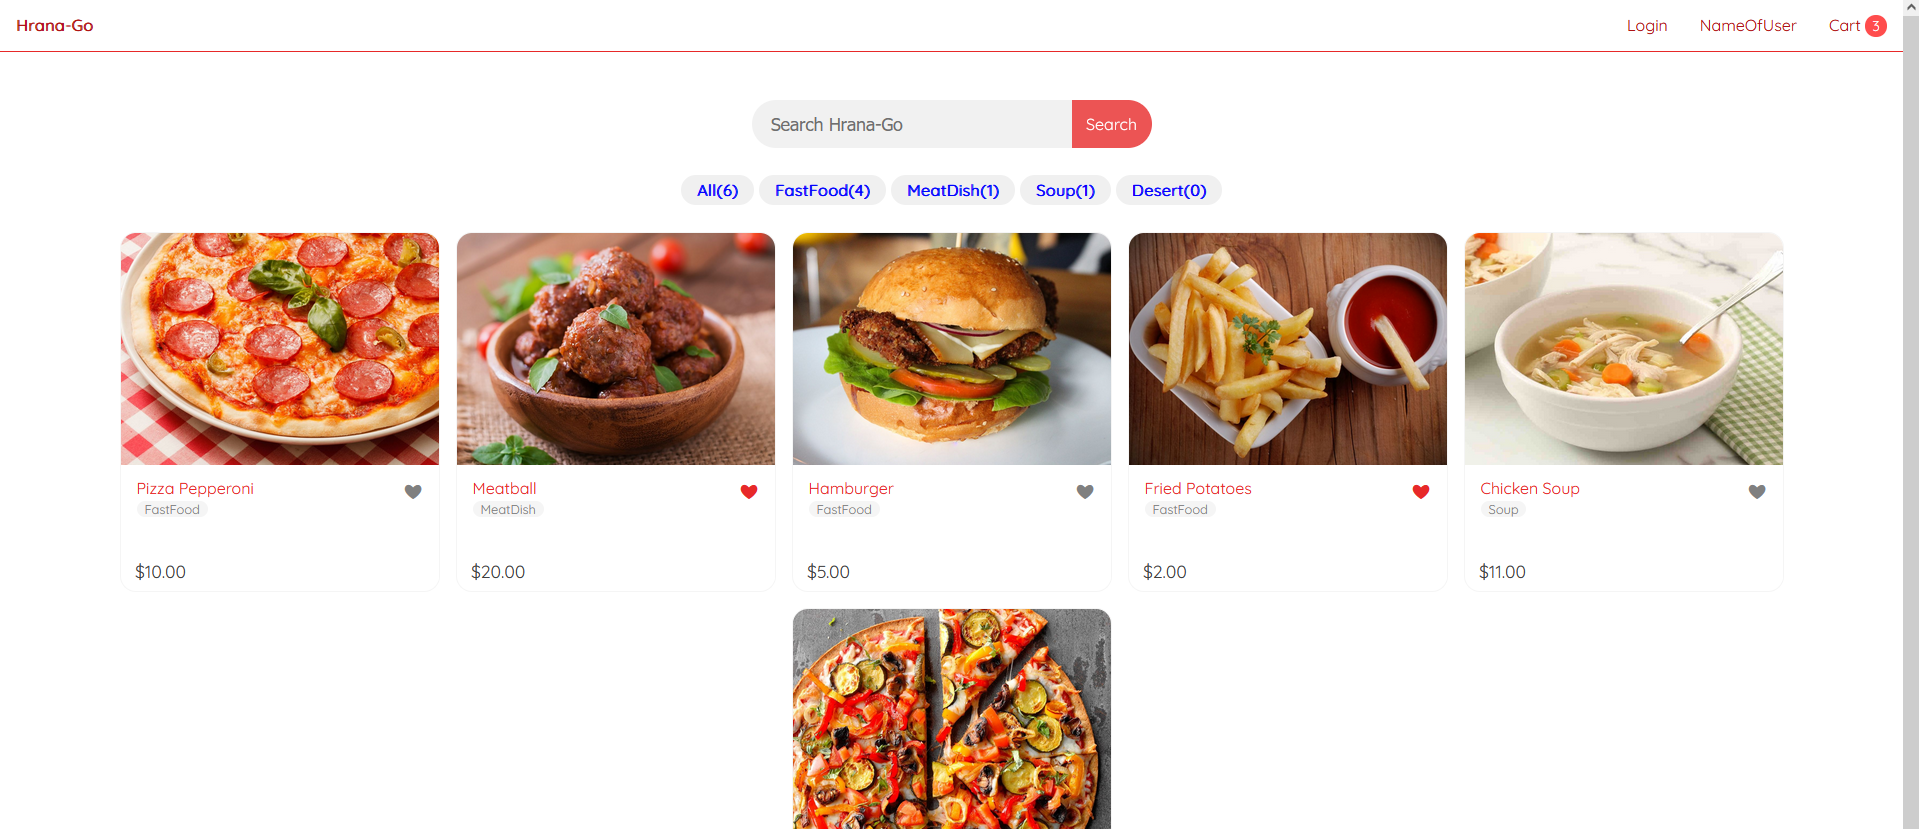 Hrana-Go
Login NameOfUser Cart 3
Search Hrana-Go Search
All(6) FastFood(4) MeatDish(1) Soup(1) Desert(0)
Pizza Pepperoni
FastFood
$10.00
Meatball
MeatDish
$20.00
Hamburger
FastFood
$5.00
Fried Potatoes
FastFood
$2.00
Chicken Soup
Soup
$11.00